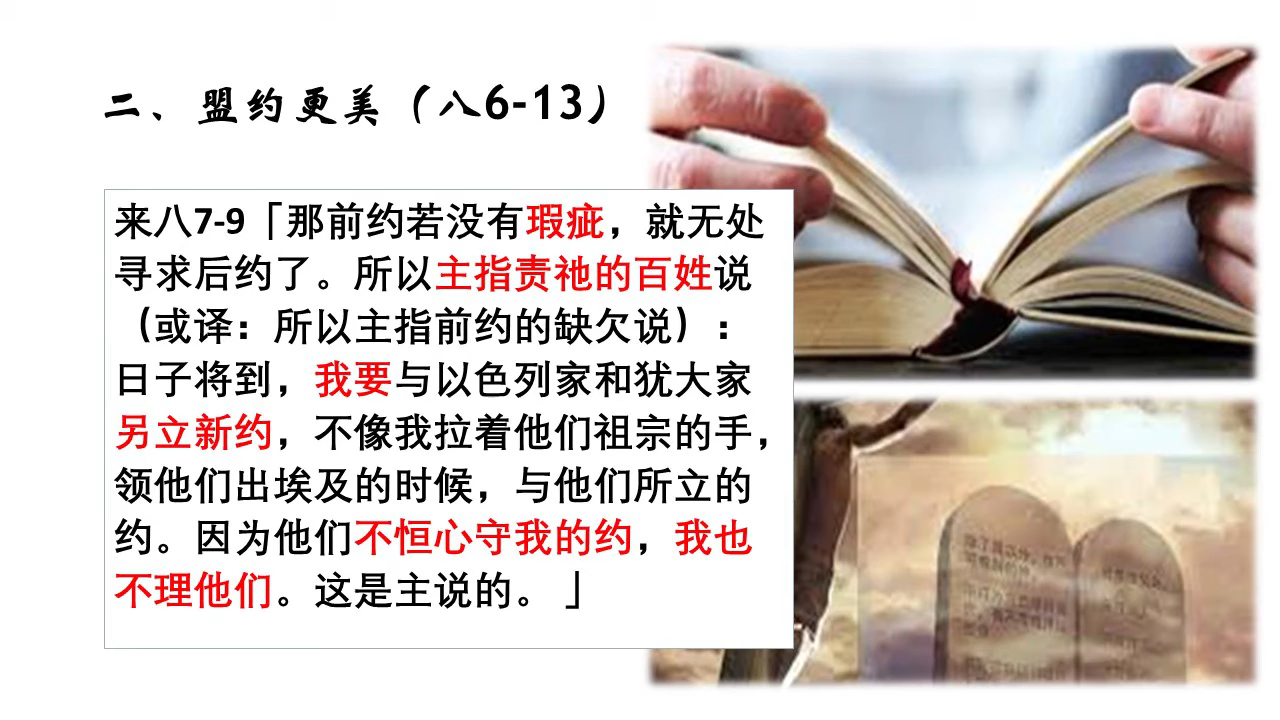 二、盟约更美（八6-13）
来八7-9「那前约若没有瑕疵，就无处
寻求后约了。所以主指责祂的百姓说
（或译：所以主指前约的缺欠说）：
日子将到，我要与以色列家和犹大家
另立新约，不像我拉着他们祖宗的手，
领他们出埃及的时候，与他们所立的
约。因为他们不恒心守我的约，我也
不理他们。这是主说的。 」